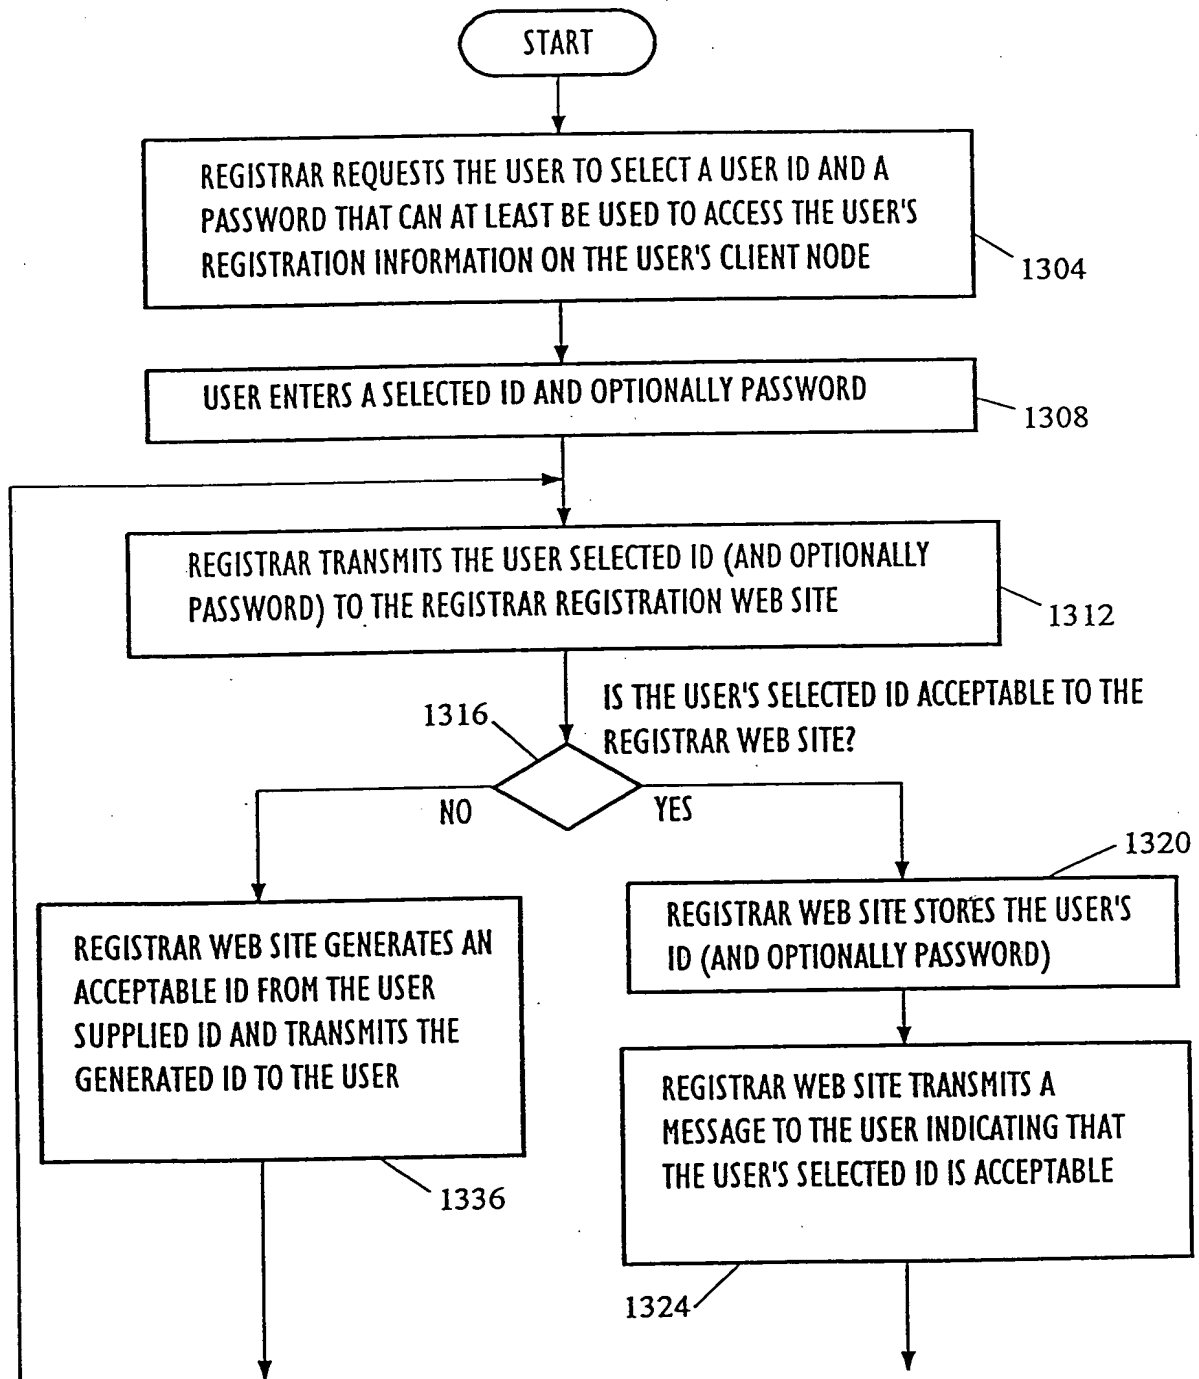 START
REGISTRAR REQUESTS THE USER TO SELECT A USER ID AND A
PASSWORD THAT CAN AT LEAST BE USED TO ACCESS THE USER'S
REGISTRATION INFORMATION ON THE USER'S CLIENT NODE
1304
USER ENTERS A SELECTED ID AND OPTIONALLY PASSWORD
1308
REGISTRAR TRANSMITS THE USER SELECTED ID (AND OPTIONALLY
PASSWORD) TO THE REGISTRAR REGISTRATION WEB SITE
1312
IS THE USER'S SELECTED ID ACCEPTABLE TO THE
REGISTRAR WEB SITE?
1316
NO
YES
1320
REGISTRAR WEB SITE STORES THE USER'S
ID (AND OPTIONALLY PASSWORD)
REGISTRAR WEB SITE GENERATES AN
ACCEPTABLE ID FROM THE USER
SUPPLIED ID AND TRANSMITS THE
GENERATED ID TO THE USER
1336
REGISTRAR WEB SITE TRANSMITS A
MESSAGE TO THE USER INDICATING THAT
THE USER'S SELECTED ID IS ACCEPTABLE
1324